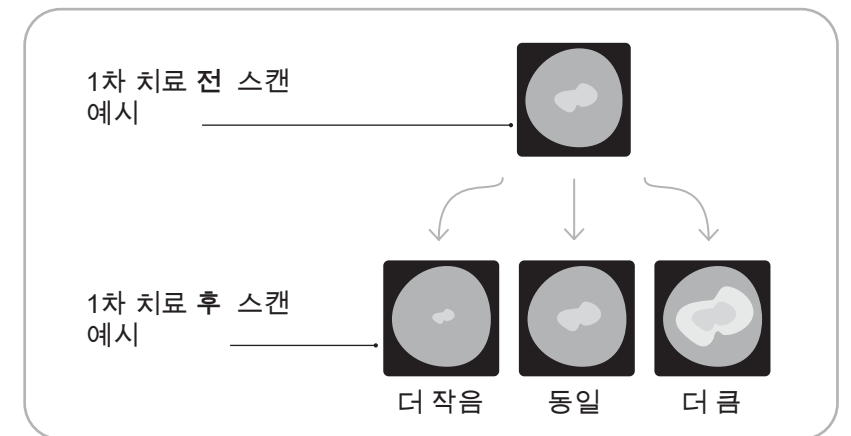 1차 치료 전 스캔
예시
1차 치료 후 스캔
예시
더 작음
동일
더 큼